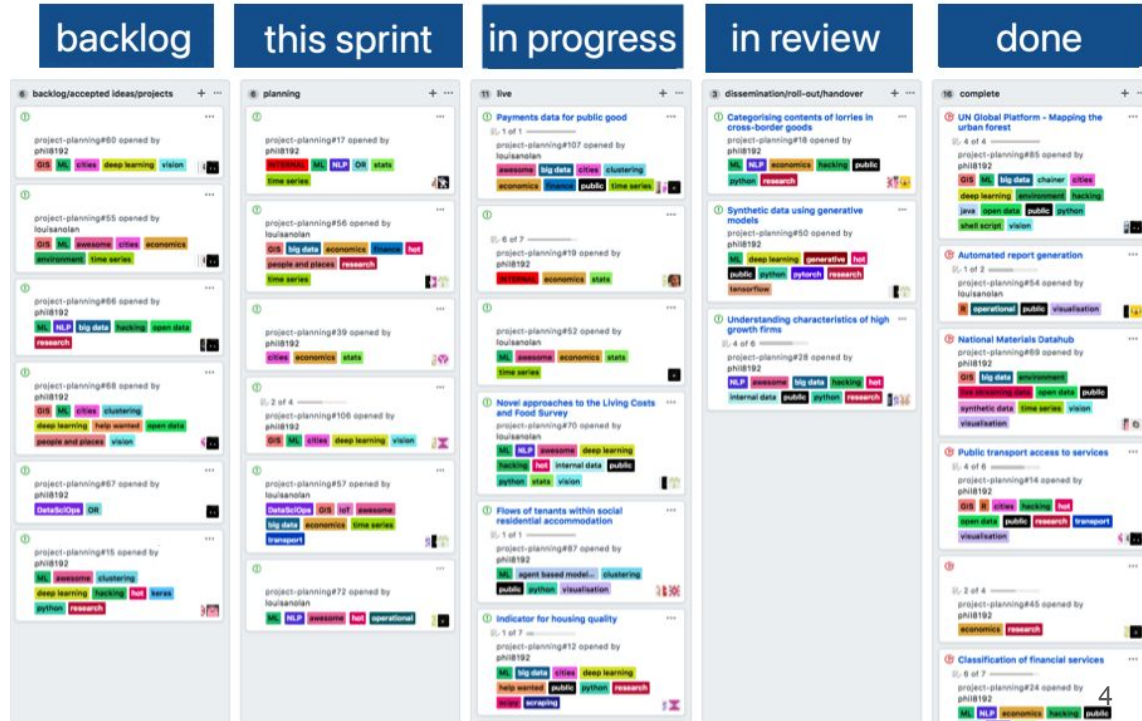 backlog
this sprint
in progress
in review
done
6 backlog/accepted ideas/projects
project-planning#60 opened by
phil8192
GIS ML cities deep learning vision
project-planning#55 opened by
louisanolan
GIS ML awesome cities economics
environment time series
project-planning#66 opened by
phil8192
ML NLP big data hacking open data
research
project-planning#68 opened by
phil8192
GIS ML cities clustering
deep learning help wanted open data
people and places vision
project-planning#67 opened by
phil8192
DataSciOps OR
project-planning#15 opened by
phil8192
ML awesome clustering
deep learning hacking hot keras
python research
6 planning
project-planning#17 opened by
phil8192
INTERNAL ML NLP OR stats
time series
project-planning#56 opened by
louisanolan
GIS big data economics finance hot
people and places research
time series
project-planning#39 opened by
phil8192
cities economics stats
2 of 4
project-planning#106 opened by
phil8192
GIS ML cities deep learning vision
project-planning#57 opened by
louisanolan
DataSciOps GIS IoT awesome
big data economics time series
transport
project-planning#72 opened by
louisanolan
ML NLP awesome hot operational
11 live
Payments data for public good
1 of 1
project-planning#107 opened by
louisanolan
awesome big data cities clustering
economics finance public time series
6 of 7
project-planning#19 opened by
phil8192
INTERNAL economics stats
project-planning#52 opened by
louisanolan
ML awesome economics stats
time series
Novel approaches to the Living Costs
and Food Survey
project-planning#70 opened by
louisanolan
ML NLP awesome deep learning
hacking hot internal data public
python stats vision
Flows of tenants within social
residential accommodation
1 of 1
project-planning#87 opened by
phil8192
ML agent based model... clustering
public python visualisation
Indicator for housing quality
1 of 7
project-planning#12 opened by
phil8192
ML big data cities deep learning
help wanted public python research
scipy scraping
3 dissemination/roll-out/handover
Categorising contents of lorries in
cross-border goods
project-planning#18 opened by
phil8192
ML NLP economics hacking public
python research
Synthetic data using generative
models
project-planning#50 opened by
phil8192
ML deep learning generative hot
public python pytorch research
tensorflow
Understanding characteristics of high
growth firms
4 of 6
project-planning#28 opened by
phil8192
NLP awesome big data hacking hot
internal data public python research
16 complete
UN Global Platform - Mapping the
urban forest
4 of 4
project-planning#85 opened by
phil8192
GIS ML big data chainer cities
deep learning environment hacking
java open data public python
shell script vision
Automated report generation
1 of 2
project-planning#54 opened by
louisanolan
R operational public visualisation
National Materials Datahub
project-planning#69 opened by
phil8192
GIS big data environment
live streaming data open data public
synthetic data time series vision
visualisation
Public transport access to services
4 of 6
project-planning#14 opened by
phil8192
GIS R cities hacking hot
open data public research transport
visualisation
2 of 4
project-planning#45 opened by
phil8192
economics research
Classification of financial services
6 of 7
project-planning#24 opened by
phil8192
ML NLP economics hacking public
4